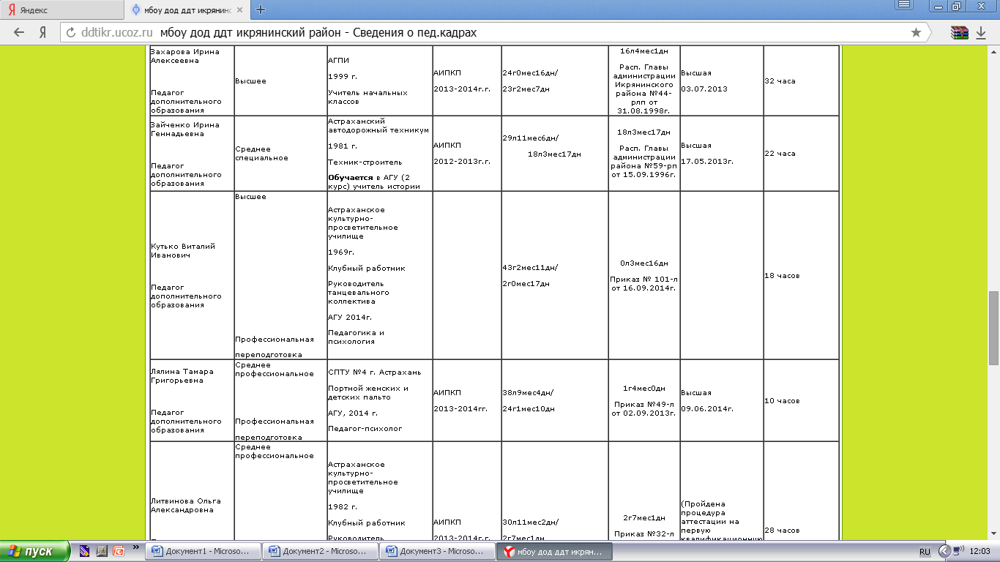 Яндекс
мбоу дод ддт икрянинс
ddtikr.ucoz.ru мбоу дод ддт икрянинский район - Сведения о пед.кадрах
Захарова Ирина
Алексеевна
Педагог
дополнительного
образования
Высшее
АГПИ
1999 г.
Учитель начальных
классов
АИПКП
2013-2014г.г.
24г0мес16дн/
23г2мес7дн
16л4мес1дн
Расп. Главы
администрации
Икрянинского
района №44-
рлп от
31.08.1998г.
Высшая
03.07.2013
32 часа
Зайченко Ирина
Геннадьевна
Педагог
дополнительного
образования
Среднее
специальное
Астраханский
автодорожный техникум
1981 г.
Техник-строитель
Обучается в АГУ (2
курс) учитель истории
АИПКП
2012-2013г.г.
29л11мес6дн/
18л3мес17дн
18л3мес17дн
Расп. Главы
администрации
района №59-рп
от 15.09.1996г.
Высшая
17.05.2013г.
22 часа
Кутько Виталий
Иванович
Педагог
дополнительного
образования
Высшее
Профессиональная
переподготовка
Астраханское
культурно-
просветительное
училище
1969г.
Клубный работник
Руководитель
танцевального
коллектива
АГУ 2014г.
Педагогика и
психология
43г2мес11дн/
2г0мес17дн
0л3мес16дн
Приказ № 101-л
от 16.09.2014г.
18 часов
Лялина Тамара
Григорьевна
Педагог
дополнительного
образования
Среднее
профессиональное
Профессиональная
переподготовка
СПТУ №4 г. Астрахань
Портной женских и
детских пальто
АГУ, 2014 г.
Педагог-психолог
АИПКП
2013-2014гг.
38л9мес4дн/
24г1мес10дн
1г4мес0дн
Приказ №49-л
от 02.09.2013г.
Высшая
09.06.2014г.
10 часов
Литвинова Ольга
Александровна
Среднее
профессиональное
Астраханское
культурно-
просветительное
училище
1982 г.
Клубный работник
Руководитель
АИПКП
2013-2014гг.
30л11мес2дн/
2г7мес1дн
2г7мес1дн
Приказ №32-л
(Пройдена
процедура
аттестации на
первую
квалификационную
28 часов
пуск
Документ1 - Microso...
Документ2 - Microso...
Документ3 - Microso...
мбоу дод ддт икрян...
RU
12:03